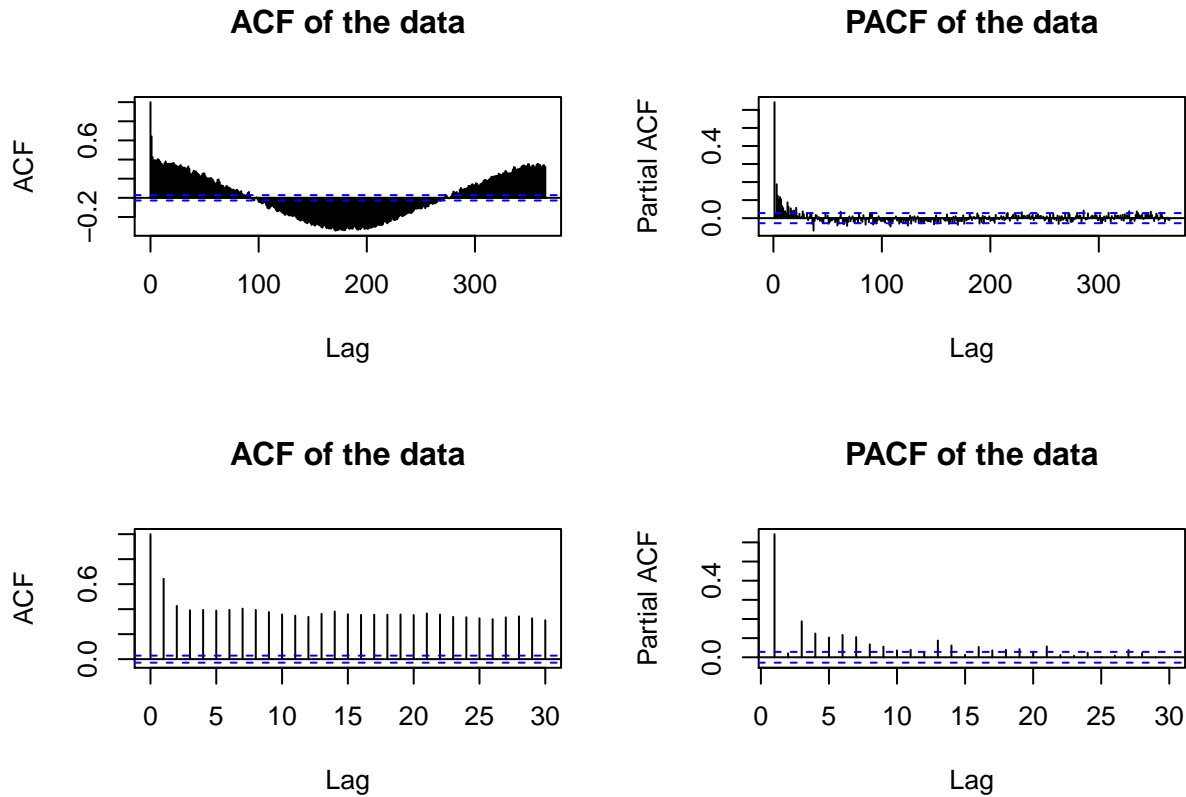 ACF of the data
ACF
−0.2 0.6
0 100 200 300
Lag
PACF of the data
Partial ACF
0.0 0.4
0 100 200 300
Lag
ACF of the data
ACF
0.0 0.6
0 5 10 15 20 25 30
Lag
PACF of the data
Partial ACF
0.0 0.4
0 5 10 15 20 25 30
Lag